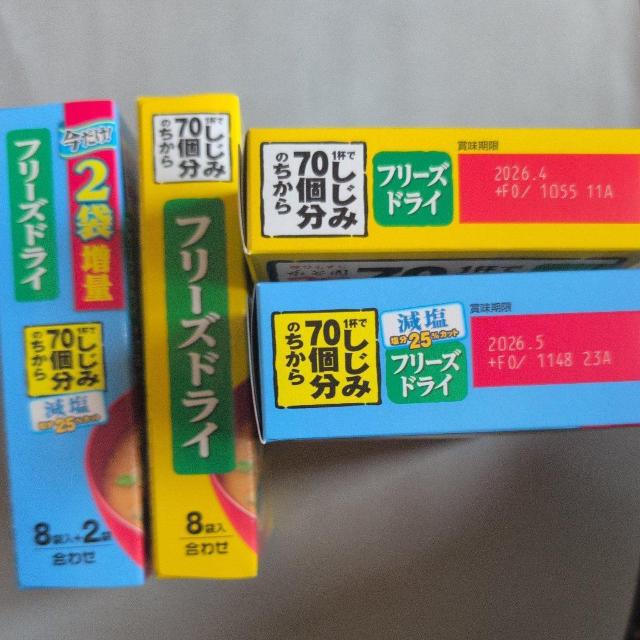 今だけ!
2袋増量
フリーズドライ
1杯で
しじみ
70個分
のちから
減塩
塩分25%カット
8袋入+2袋
合わせ
1杯で
しじみ
70個分
のちから
フリーズドライ
8袋入
合わせ
1杯で
しじみ
70個分
のちから
フリーズ
ドライ
賞味期限
2026.4
+F0/ 1055 11A
70
1杯で
1杯で
しじみ
70個分
のちから
減塩
塩分25%カット
フリーズ
ドライ
賞味期限
2026.5
+F0/ 1148 23A